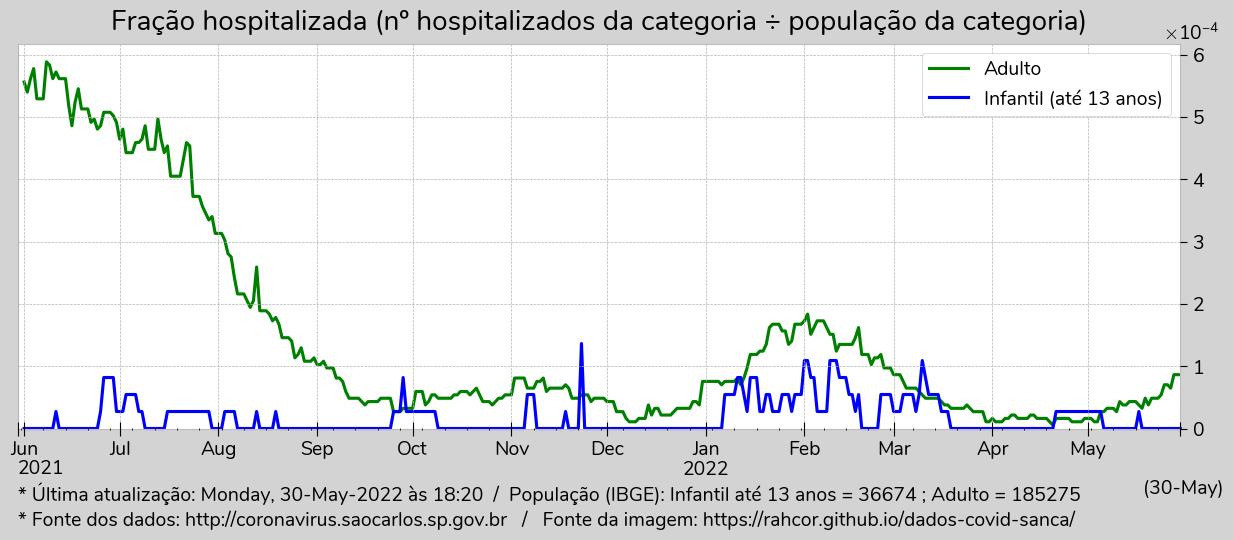 Fração hospitalizada (nº hospitalizados da categoria ÷ população da categoria)
×10⁻⁴
Adulto
Infantil (até 13 anos)
6
5
4
3
2
1
0
Jun Jul Aug Sep Oct Nov Dec Jan Feb Mar Apr May
2021 2022
(30-May)
* Última atualização: Monday, 30-May-2022 às 18:20 / População (IBGE): Infantil até 13 anos = 36674 ; Adulto = 185275
* Fonte dos dados: http://coronavirus.saocarlos.sp.gov.br / Fonte da imagem: https://rahcor.github.io/dados-covid-sanca/